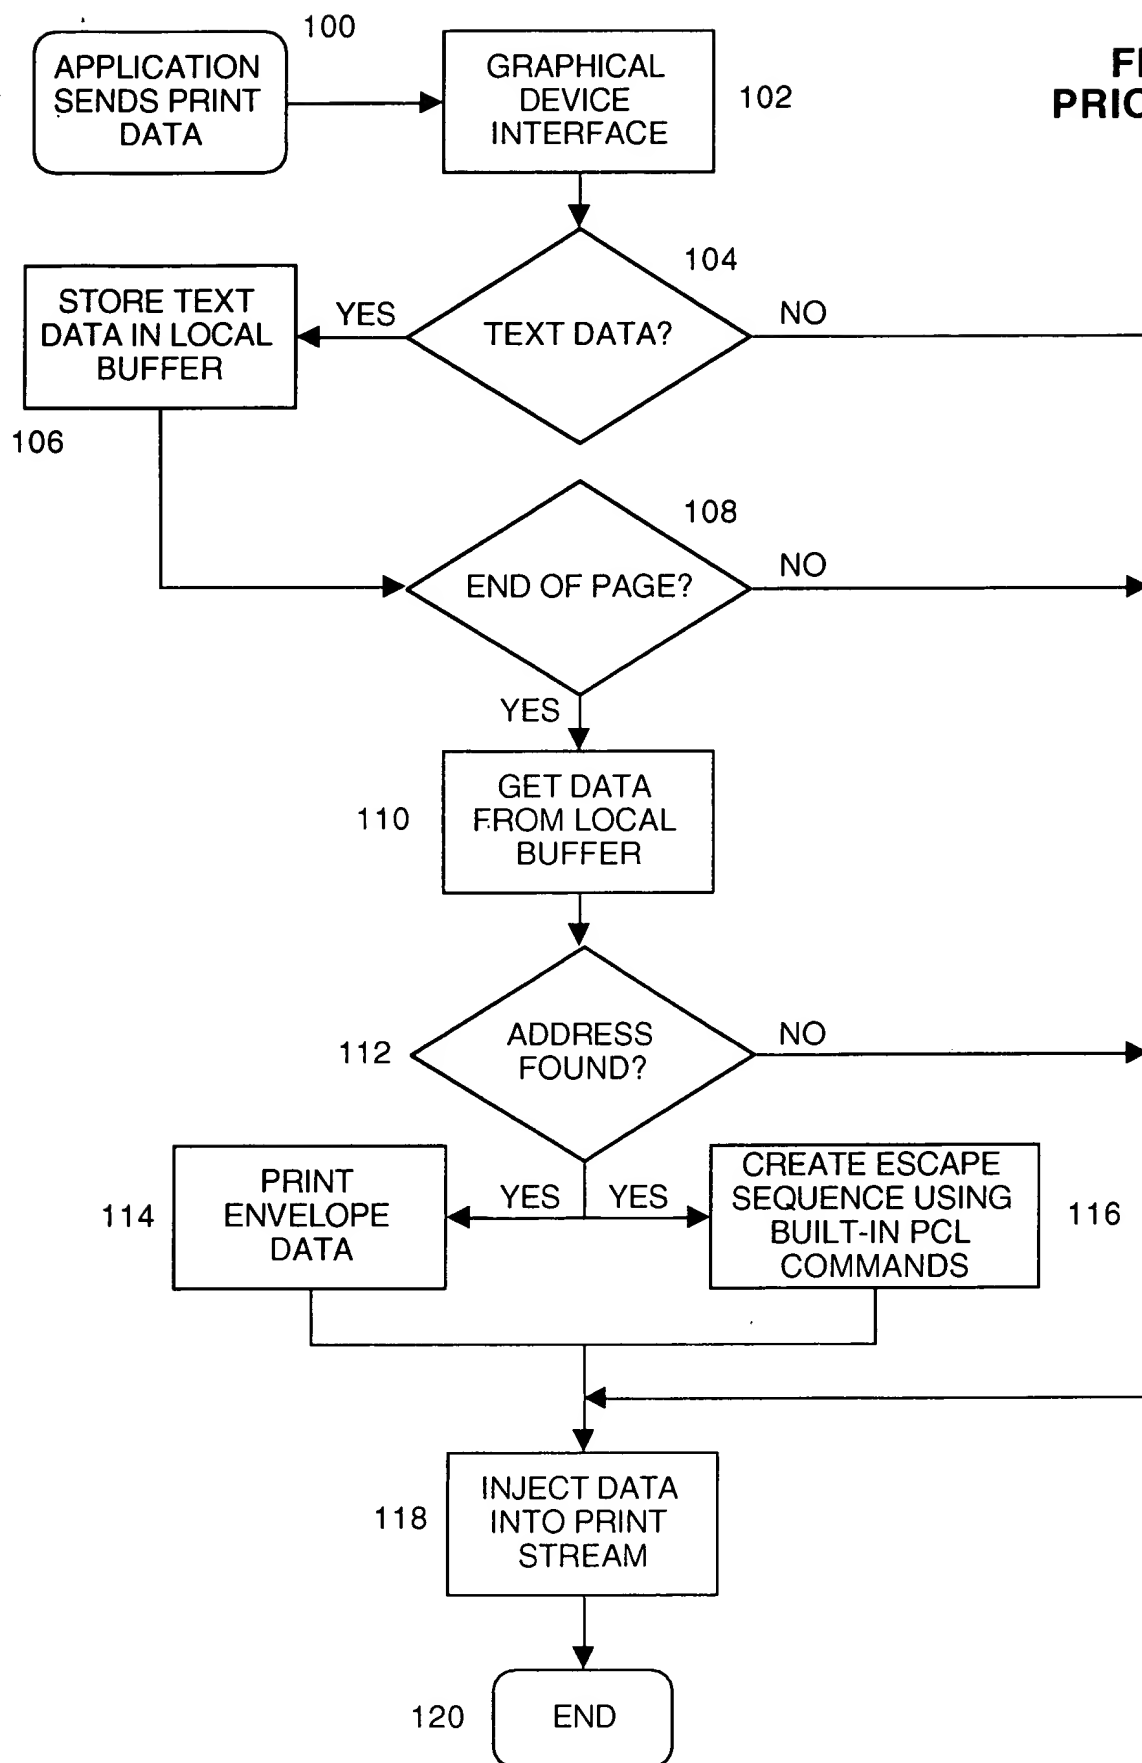 100
APPLICATION
SENDS PRINT
DATA
GRAPHICAL
DEVICE
INTERFACE
102
104
TEXT DATA?
YES
NO
STORE TEXT
DATA IN LOCAL
BUFFER
106
108
END OF PAGE?
NO
YES
110
GET DATA
FROM LOCAL
BUFFER
112
ADDRESS
FOUND?
NO
114
PRINT
ENVELOPE
DATA
YES
YES
CREATE ESCAPE
SEQUENCE USING
BUILT-IN PCL
COMMANDS
116
118
INJECT DATA
INTO PRINT
STREAM
120
END